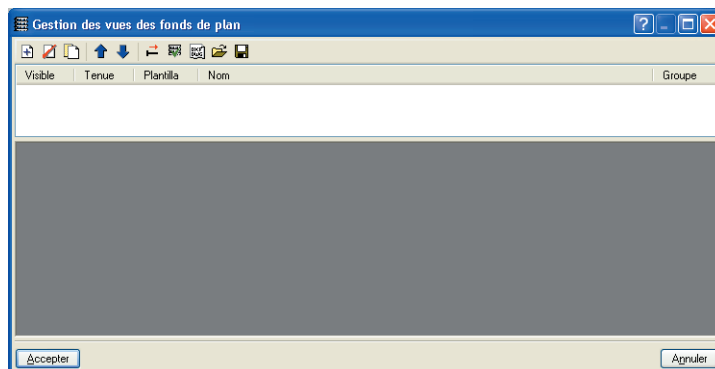 Gestion des vues des fonds de plan
Visible Tenue Plantilla Nom Groupe
Accepter Annuler